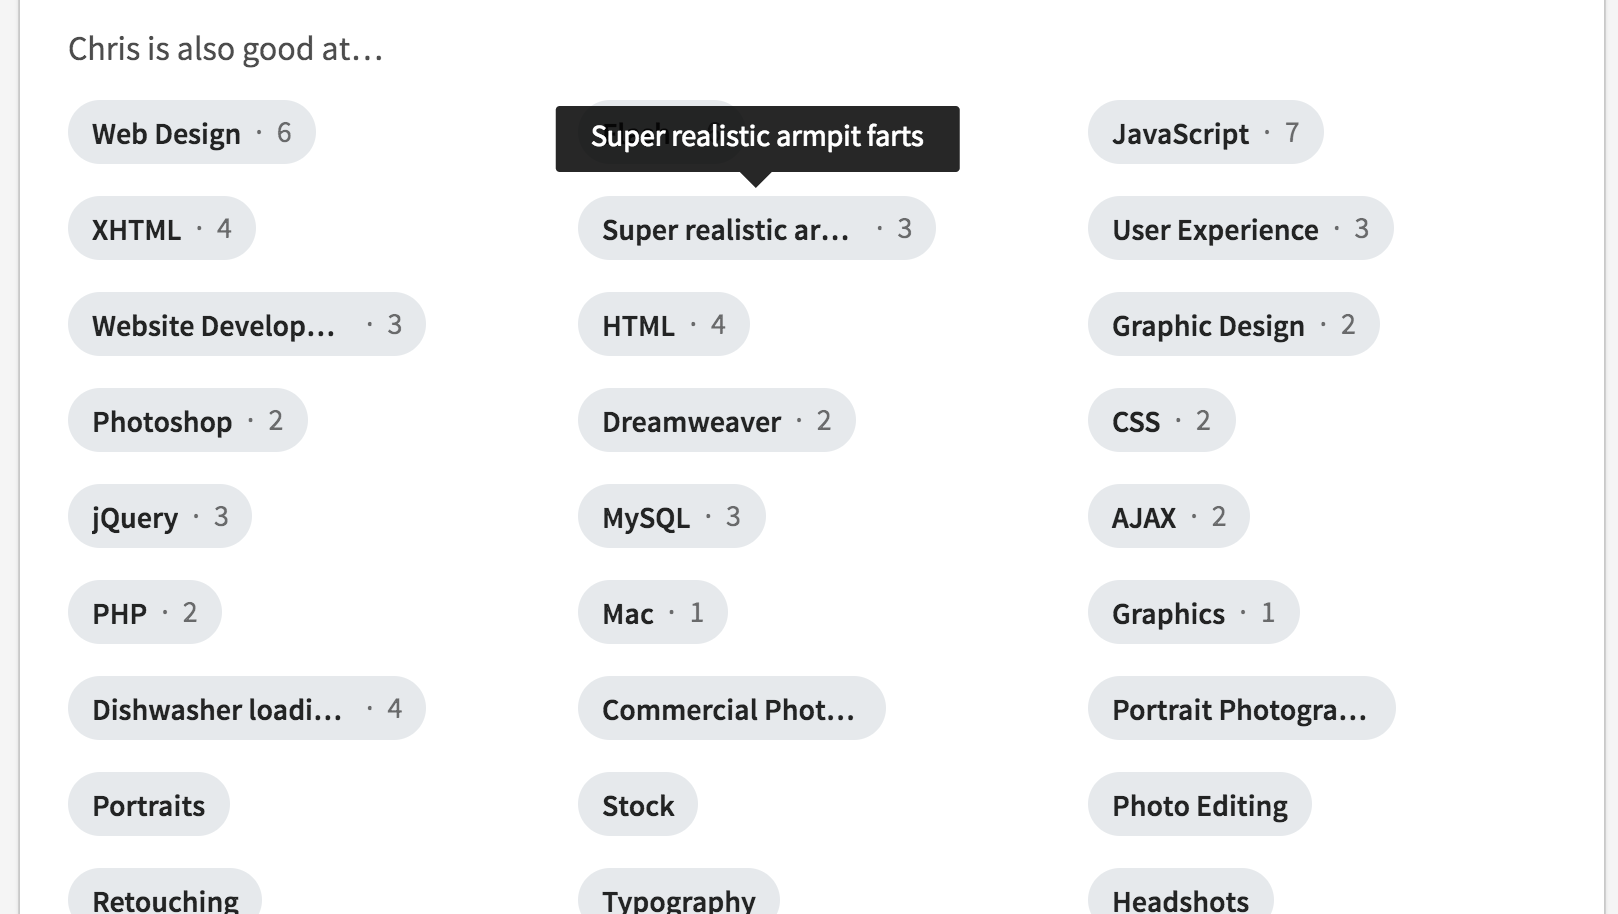 Chris is also good at…
Web Design · 6
Super realistic armpit farts
JavaScript · 7
XHTML · 4
Super realistic ar… · 3
User Experience · 3
Website Develop… · 3
HTML · 4
Graphic Design · 2
Photoshop · 2
Dreamweaver · 2
CSS · 2
jQuery · 3
MySQL · 3
AJAX · 2
PHP · 2
Mac · 1
Graphics · 1
Dishwasher loadi… · 4
Commercial Phot…
Portrait Photogra…
Portraits
Stock
Photo Editing
Retouching
Typography
Headshots